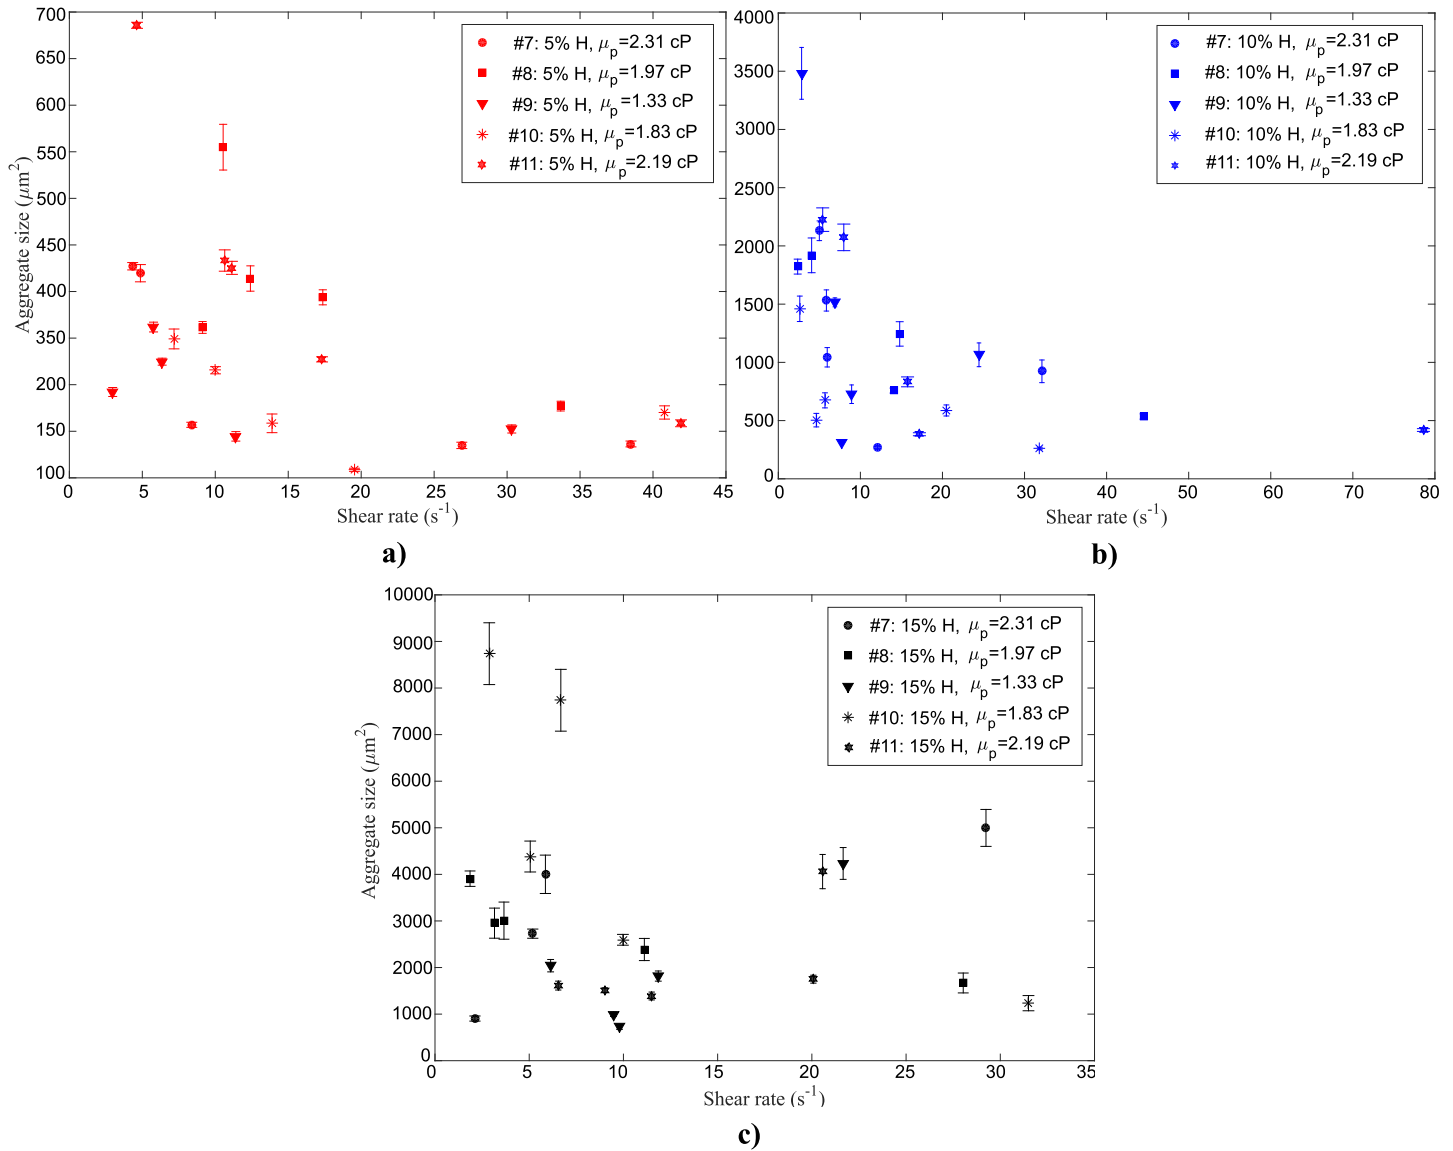 700
650
600
550
500
450
400
350
300
250
200
150
100
0
5
10
15
20
25
30
35
40
45
Aggregate size (μm²)
Shear rate (s⁻¹)
#7: 5% H, μp=2.31 cP
#8: 5% H, μp=1.97 cP
#9: 5% H, μp=1.33 cP
#10: 5% H, μp=1.83 cP
#11: 5% H, μp=2.19 cP
a)
4000
3500
3000
2500
2000
1500
1000
500
0
0
10
20
30
40
50
60
70
80
Shear rate (s⁻¹)
#7: 10% H, μp=2.31 cP
#8: 10% H, μp=1.97 cP
#9: 10% H, μp=1.33 cP
#10: 10% H, μp=1.83 cP
#11: 10% H, μp=2.19 cP
b)
10000
9000
8000
7000
6000
5000
4000
3000
2000
1000
0
0
5
10
15
20
25
30
35
Aggregate size (μm²)
Shear rate (s⁻¹)
#7: 15% H, μp=2.31 cP
#8: 15% H, μp=1.97 cP
#9: 15% H, μp=1.33 cP
#10: 15% H, μp=1.83 cP
#11: 15% H, μp=2.19 cP
c)